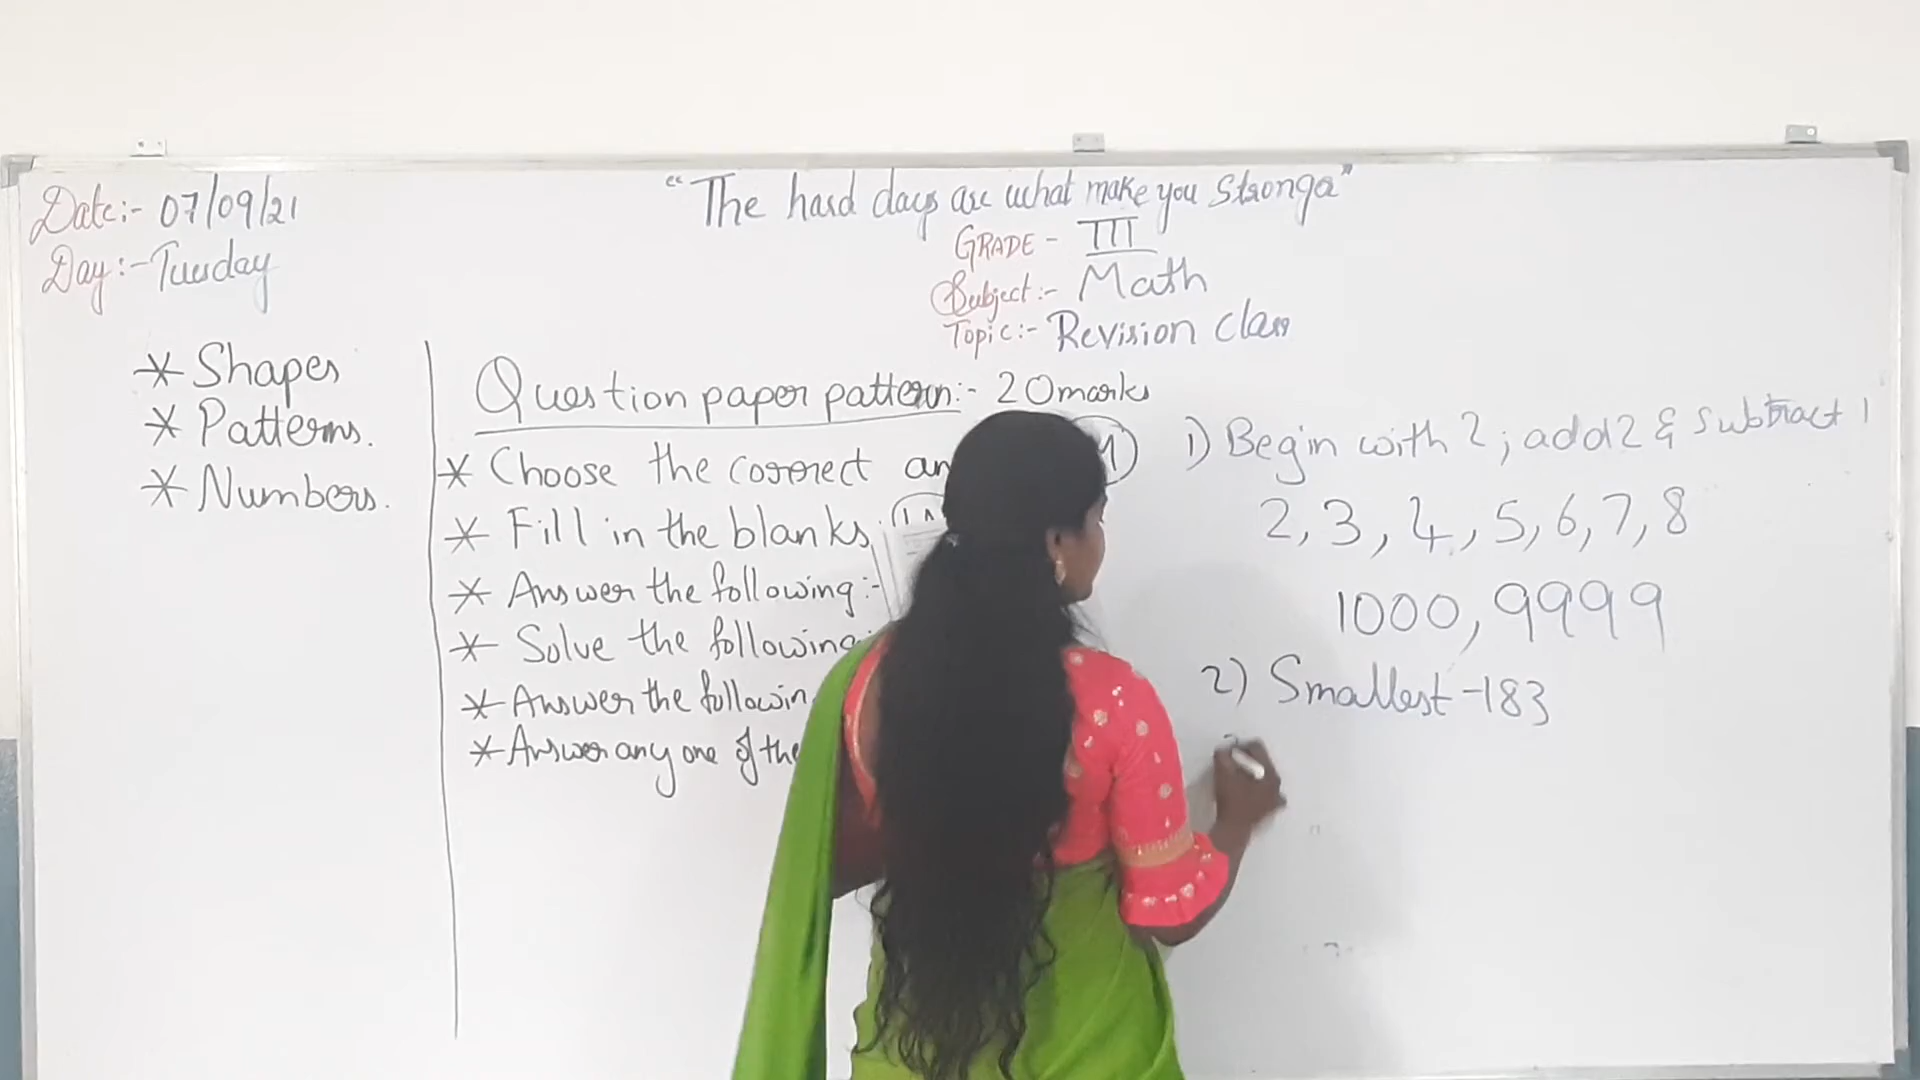 Date:- 07/09/21
Day:- Tuesday
"The hard days are what make you Stronger"
GRADE - III
Subject:- Math
Topic:- Revision class
* Shapes
* Patterns.
* Numbers.
Question paper pattern:- 20marks
* Choose the correct
* Fill in the blanks
* Answer the following:-
* Solve the following
* Answer the
* Answer any one of the
1) Begin with 2; add 2 & subtract 1
2, 3, 4, 5, 6, 7, 8
1000, 9999
2) Smallest - 183